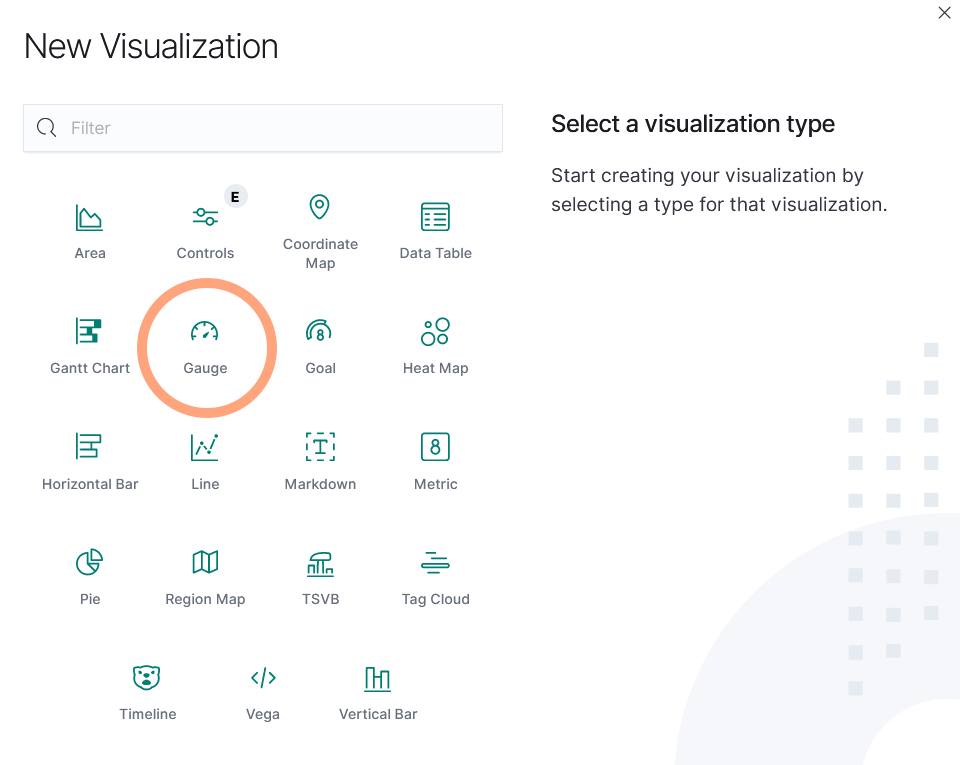 New Visualization
Filter
Select a visualization type
Start creating your visualization by
selecting a type for that visualization.
E
Area
Controls
Coordinate
Map
Data Table
Gantt Chart
Gauge
8
Goal
Heat Map
Horizontal Bar
Line
T
Markdown
8
Metric
Pie
Region Map
TSVB
Tag Cloud
Timeline
</>
Vega
Vertical Bar